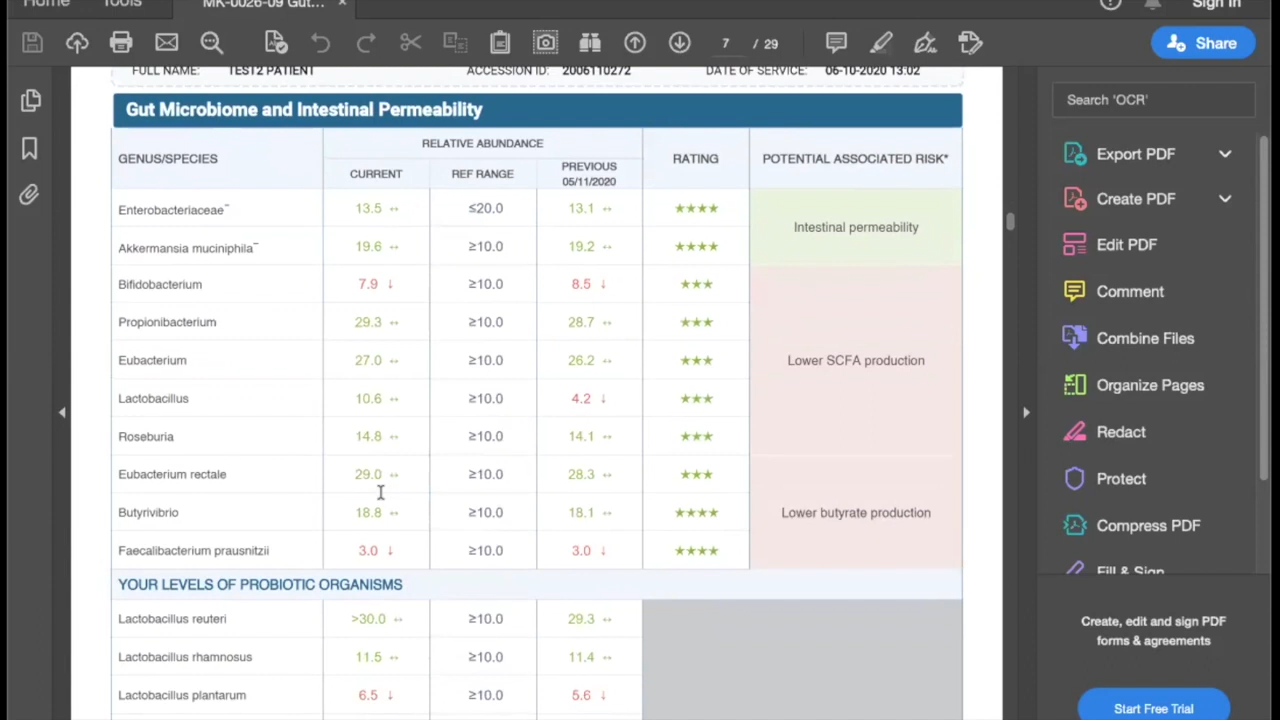 Home Tools MK-0026-09 Gut... × Sign In
7 / 29 Share
FULL NAME: TEST2 PATIENT ACCESSION ID: 2006110272 DATE OF SERVICE: 06-10-2020 13:02
Gut Microbiome and Intestinal Permeability
GENUS/SPECIES RELATIVE ABUNDANCE RATING POTENTIAL ASSOCIATED RISK*
CURRENT REF RANGE PREVIOUS 05/11/2020
Enterobacteriaceae~ 13.5 ↔ ≤20.0 13.1 ↔ ★★★★ Intestinal permeability
Akkermansia muciniphila~ 19.6 ↔ ≥10.0 19.2 ↔ ★★★★
Bifidobacterium 7.9 ↓ ≥10.0 8.5 ↓ ★★★
Propionibacterium 29.3 ↔ ≥10.0 28.7 ↔ ★★★
Eubacterium 27.0 ↔ ≥10.0 26.2 ↔ ★★★ Lower SCFA production
Lactobacillus 10.6 ↔ ≥10.0 4.2 ↓ ★★★
Roseburia 14.8 ↔ ≥10.0 14.1 ↔ ★★★
Eubacterium rectale 29.0 ↔ ≥10.0 28.3 ↔ ★★★
Butyrivibrio 18.8 ↔ ≥10.0 18.1 ↔ ★★★★ Lower butyrate production
Faecalibacterium prausnitzii 3.0 ↓ ≥10.0 3.0 ↓ ★★★★
YOUR LEVELS OF PROBIOTIC ORGANISMS
Lactobacillus reuteri >30.0 ↔ ≥10.0 29.3 ↔
Lactobacillus rhamnosus 11.5 ↔ ≥10.0 11.4 ↔
Lactobacillus plantarum 6.5 ↓ ≥10.0 5.6 ↓
Search 'OCR'
Export PDF
Create PDF
Edit PDF
Comment
Combine Files
Organize Pages
Redact
Protect
Compress PDF
Fill & Sign
Create, edit and sign PDF
forms & agreements
Start Free Trial